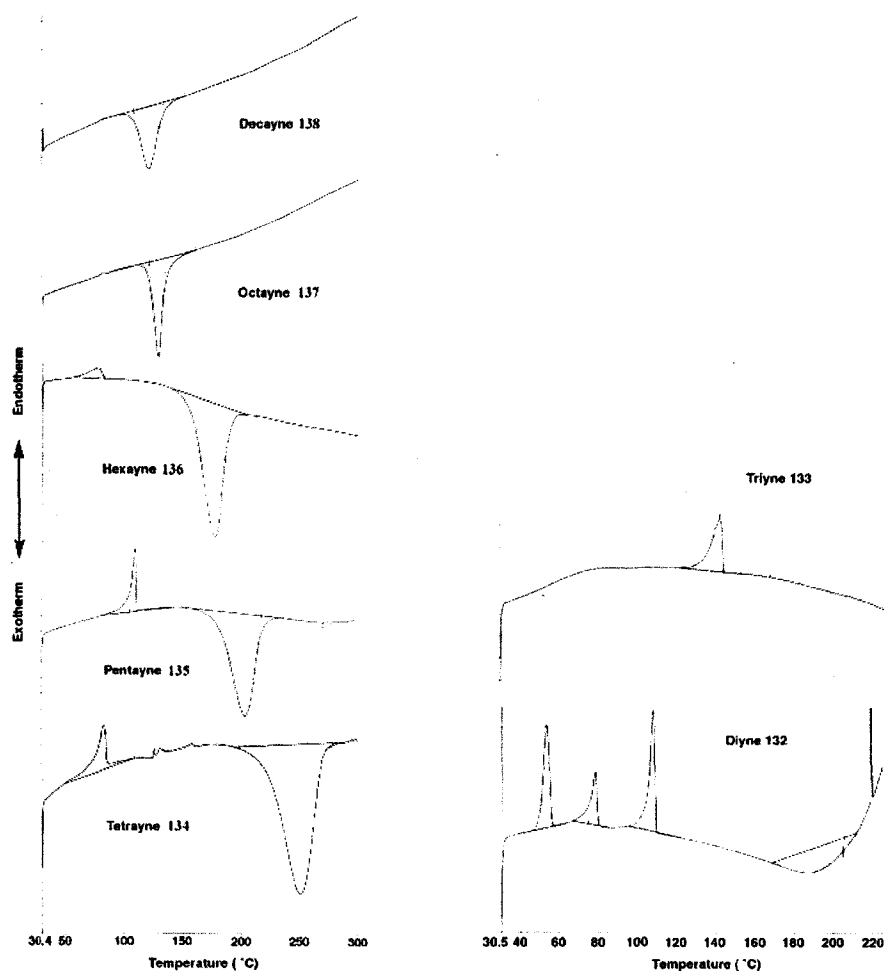 Decayne 138
Octayne 137
Endotherm
Hexayne 136
Exotherm
Pentayne 135
Tetrayne 134
30.4 50 100 150 200 250 300
Temperature ( °C)
Triyne 133
Diyne 132
30.5 40 60 80 100 120 140 160 180 200 220
Temperature ( °C)